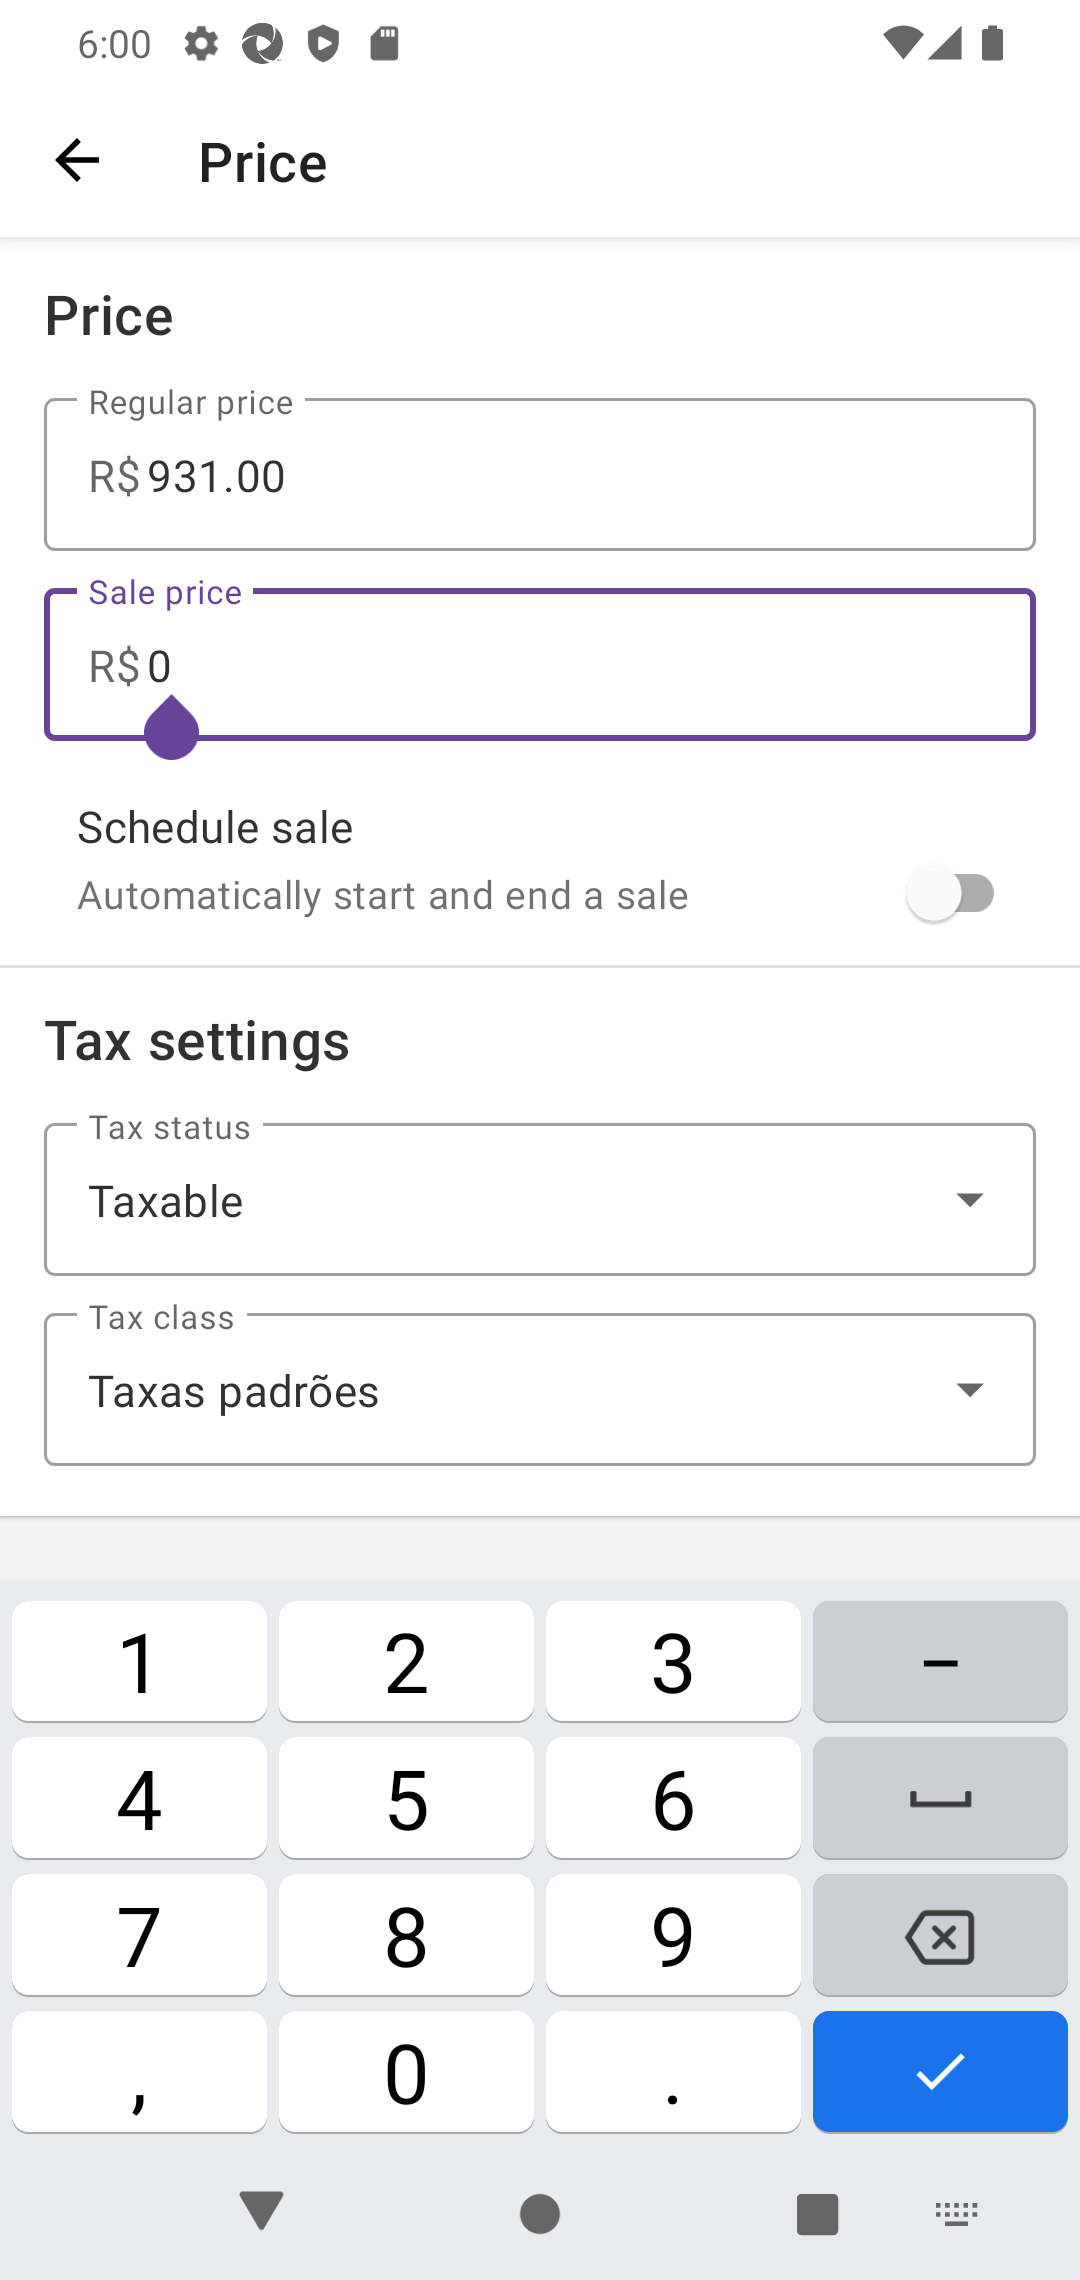 6:00
Price
Price
Regular price
R$ 931.00
Sale price
R$ 0
Schedule sale
Automatically start and end a sale
Tax settings
Tax status
Taxable
Tax class
Taxas padrões
1 2 3 –
4 5 6
7 8 9
, 0 .